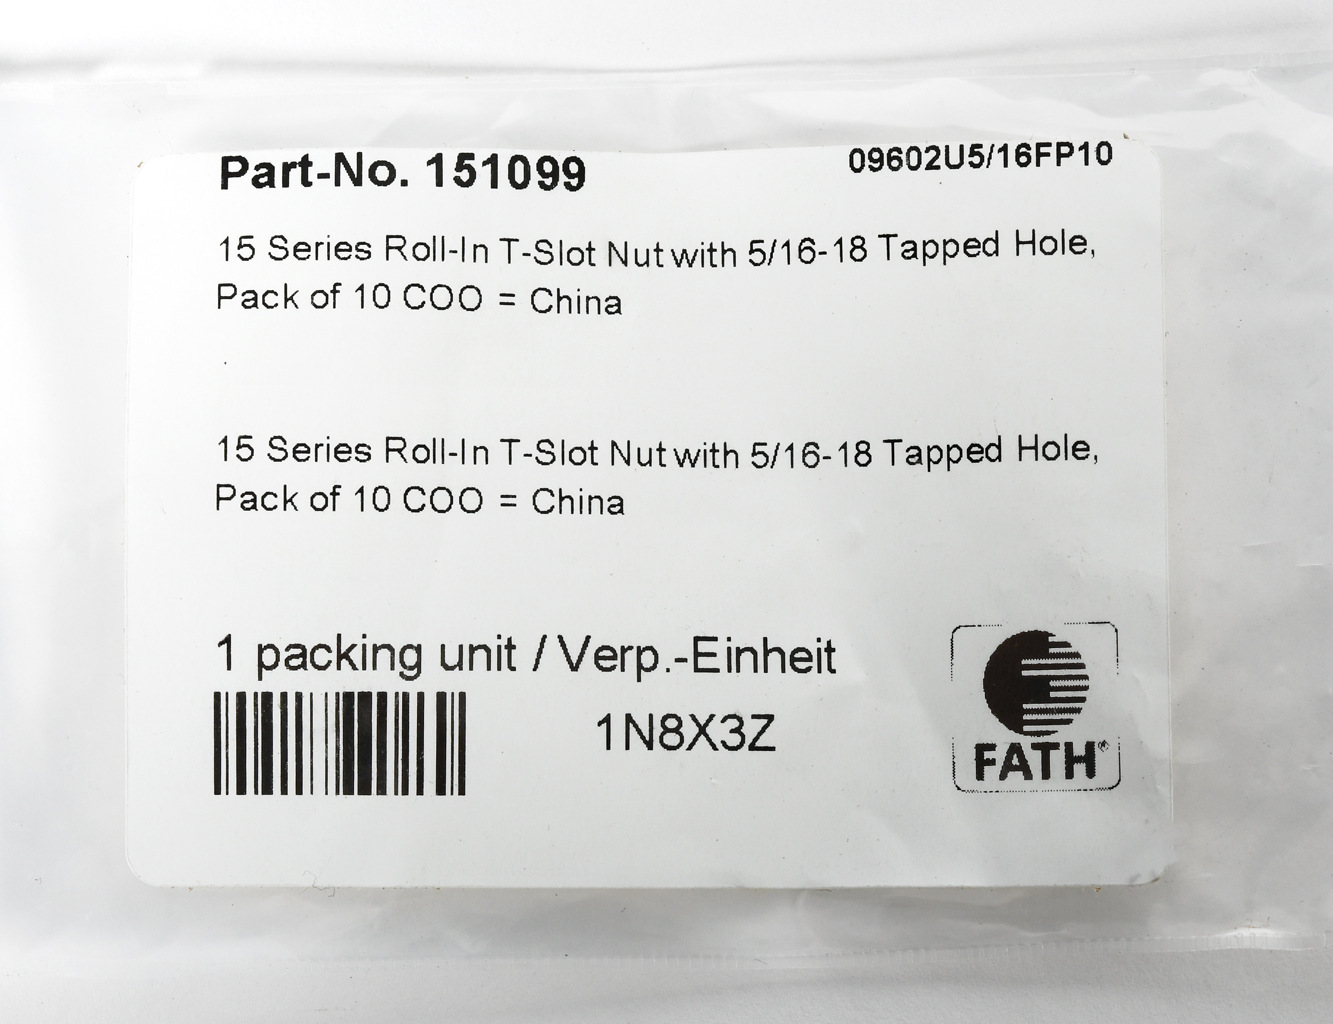 Part-No. 151099
09602U5/16FP10
15 Series Roll-In T-Slot Nut with 5/16-18 Tapped Hole,
Pack of 10 COO = China
15 Series Roll-In T-Slot Nut with 5/16-18 Tapped Hole,
Pack of 10 COO = China
1 packing unit / Verp.-Einheit
1N8X3Z
FATH®